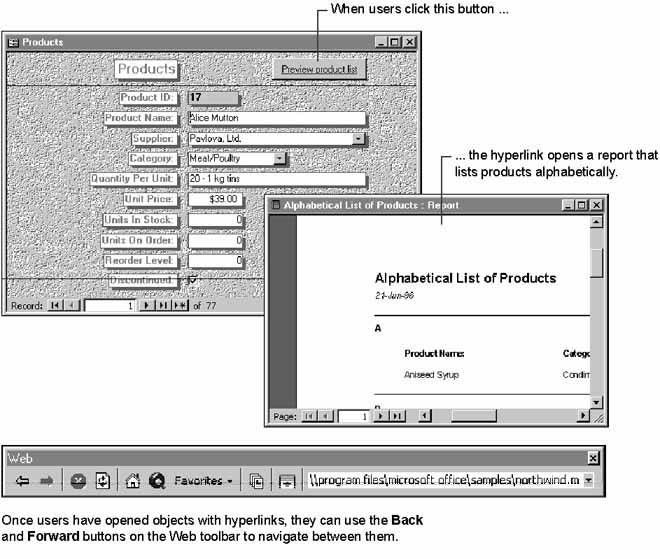 When users click this button ...
Products
Products
Preview product list
Product ID: 17
Product Name: Alice Mutton
Supplier: Pavlova, Ltd.
Category: Meat/Poultry
Quantity Per Unit: 20 - 1 kg tins
Unit Price: $39.00
Units In Stock: 0
Units On Order: 0
Reorder Level: 0
Discontinued:
Record: 1 of 77
... the hyperlink opens a report that
lists products alphabetically.
Alphabetical List of Products : Report
Alphabetical List of Products
21-Jun-96
A
Product Name: Catego
Aniseed Syrup Condim
Page: 1
Web
Favorites
\\program files\microsoft office\samples\northwind.m
Once users have opened objects with hyperlinks, they can use the Back
and Forward buttons on the Web toolbar to navigate between them.